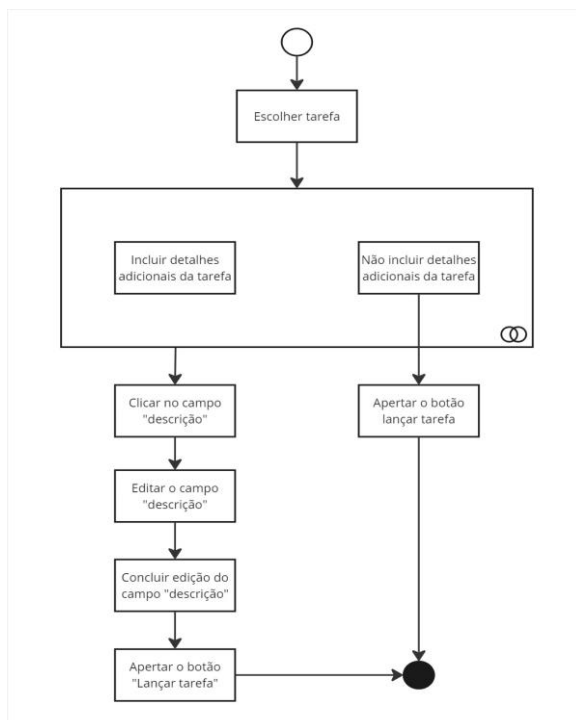 Escolher tarefa
Incluir detalhes
adicionais da tarefa
Não incluir detalhes
adicionais da tarefa
Clicar no campo
"descrição"
Apertar o botão
lançar tarefa
Editar o campo
"descrição"
Concluir edição do
campo "descrição"
Apertar o botão
"Lançar tarefa"